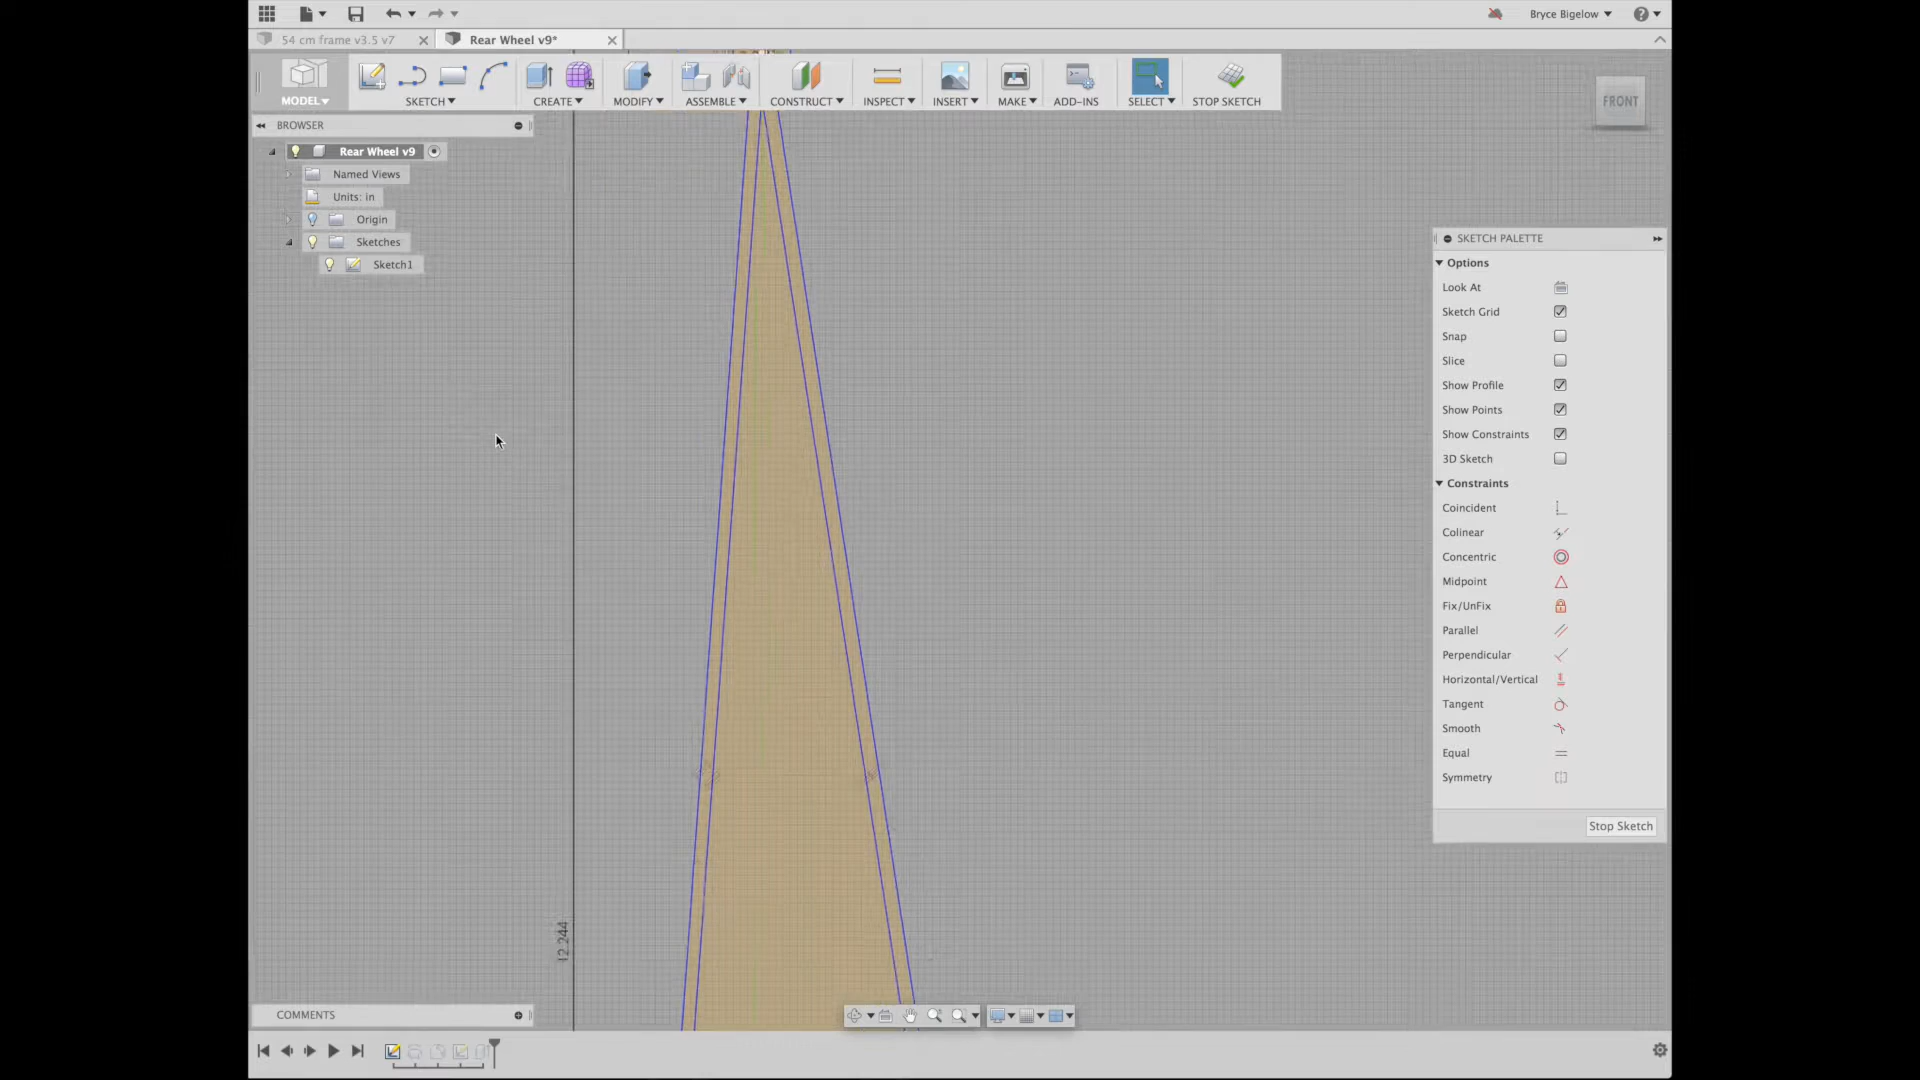 Bryce Bigelow
54 cm frame v3.5 v7
Rear Wheel v9*
MODEL
SKETCH
CREATE
MODIFY
ASSEMBLE
CONSTRUCT
INSPECT
INSERT
MAKE
ADD-INS
SELECT
STOP SKETCH
FRONT
BROWSER
Rear Wheel v9
Named Views
Units: in
Origin
Sketches
Sketch1
SKETCH PALETTE
Options
Look At
Sketch Grid
Snap
Slice
Show Profile
Show Points
Show Constraints
3D Sketch
Constraints
Coincident
Colinear
Concentric
Midpoint
Fix/UnFix
Parallel
Perpendicular
Horizontal/Vertical
Tangent
Smooth
Equal
Symmetry
Stop Sketch
12.244
COMMENTS